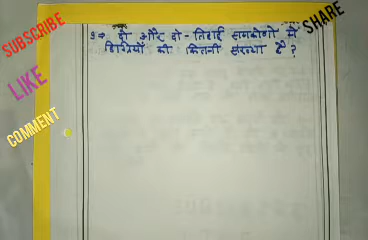 SHARE
SUBSCRIBE
9⇒ दो और दो-तिहाई समकोणो मे
डिग्रियों की कितनी संख्या है ?
LIKE
COMMENT